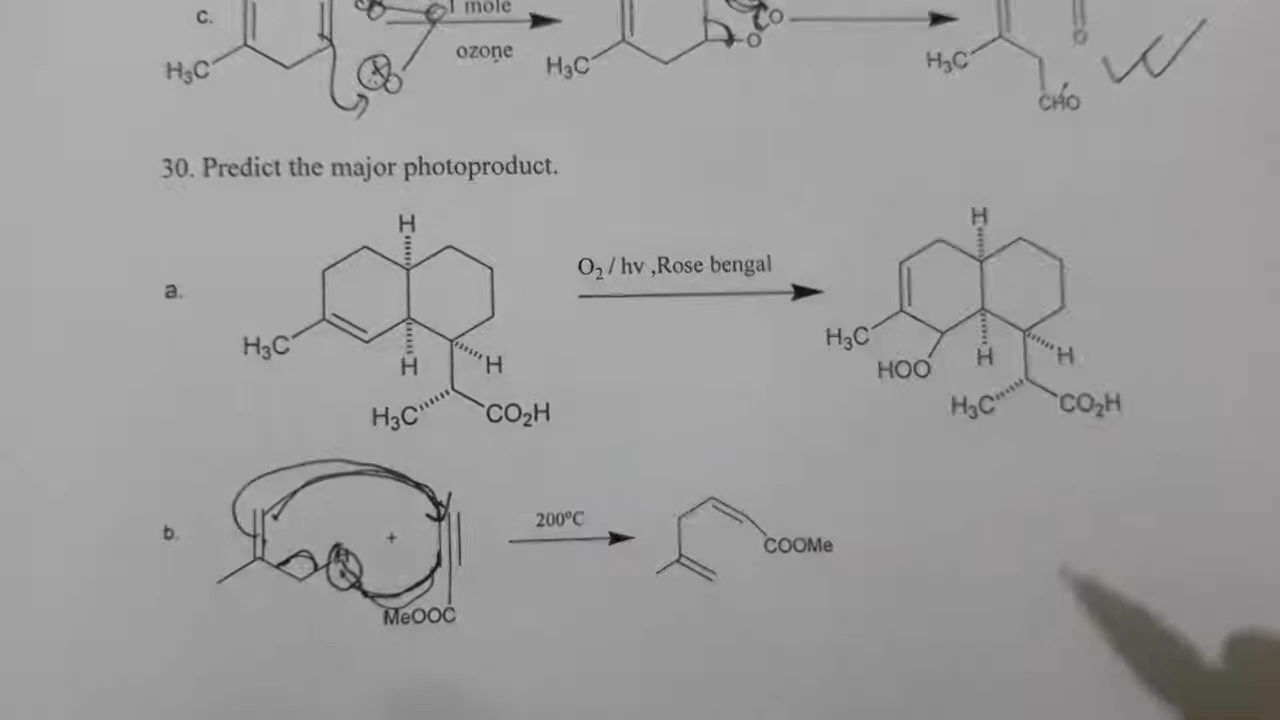 c.
1 mole
ozone
H3C
H3C
O
O
H3C
O
CHO
30. Predict the major photoproduct.
a.
H
H3C
H
H
H3C
CO2H
O2 / hv ,Rose bengal
H
H3C
HOO
H
H
H3C
CO2H
b.
+
MeOOC
200°C
COOMe